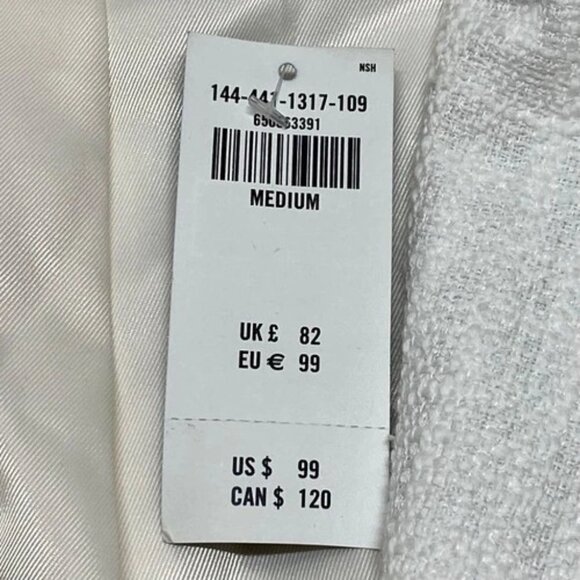 NSH
144-441-1317-109
MEDIUM
UK £ 82
EU € 99
US $ 99
CAN $ 120